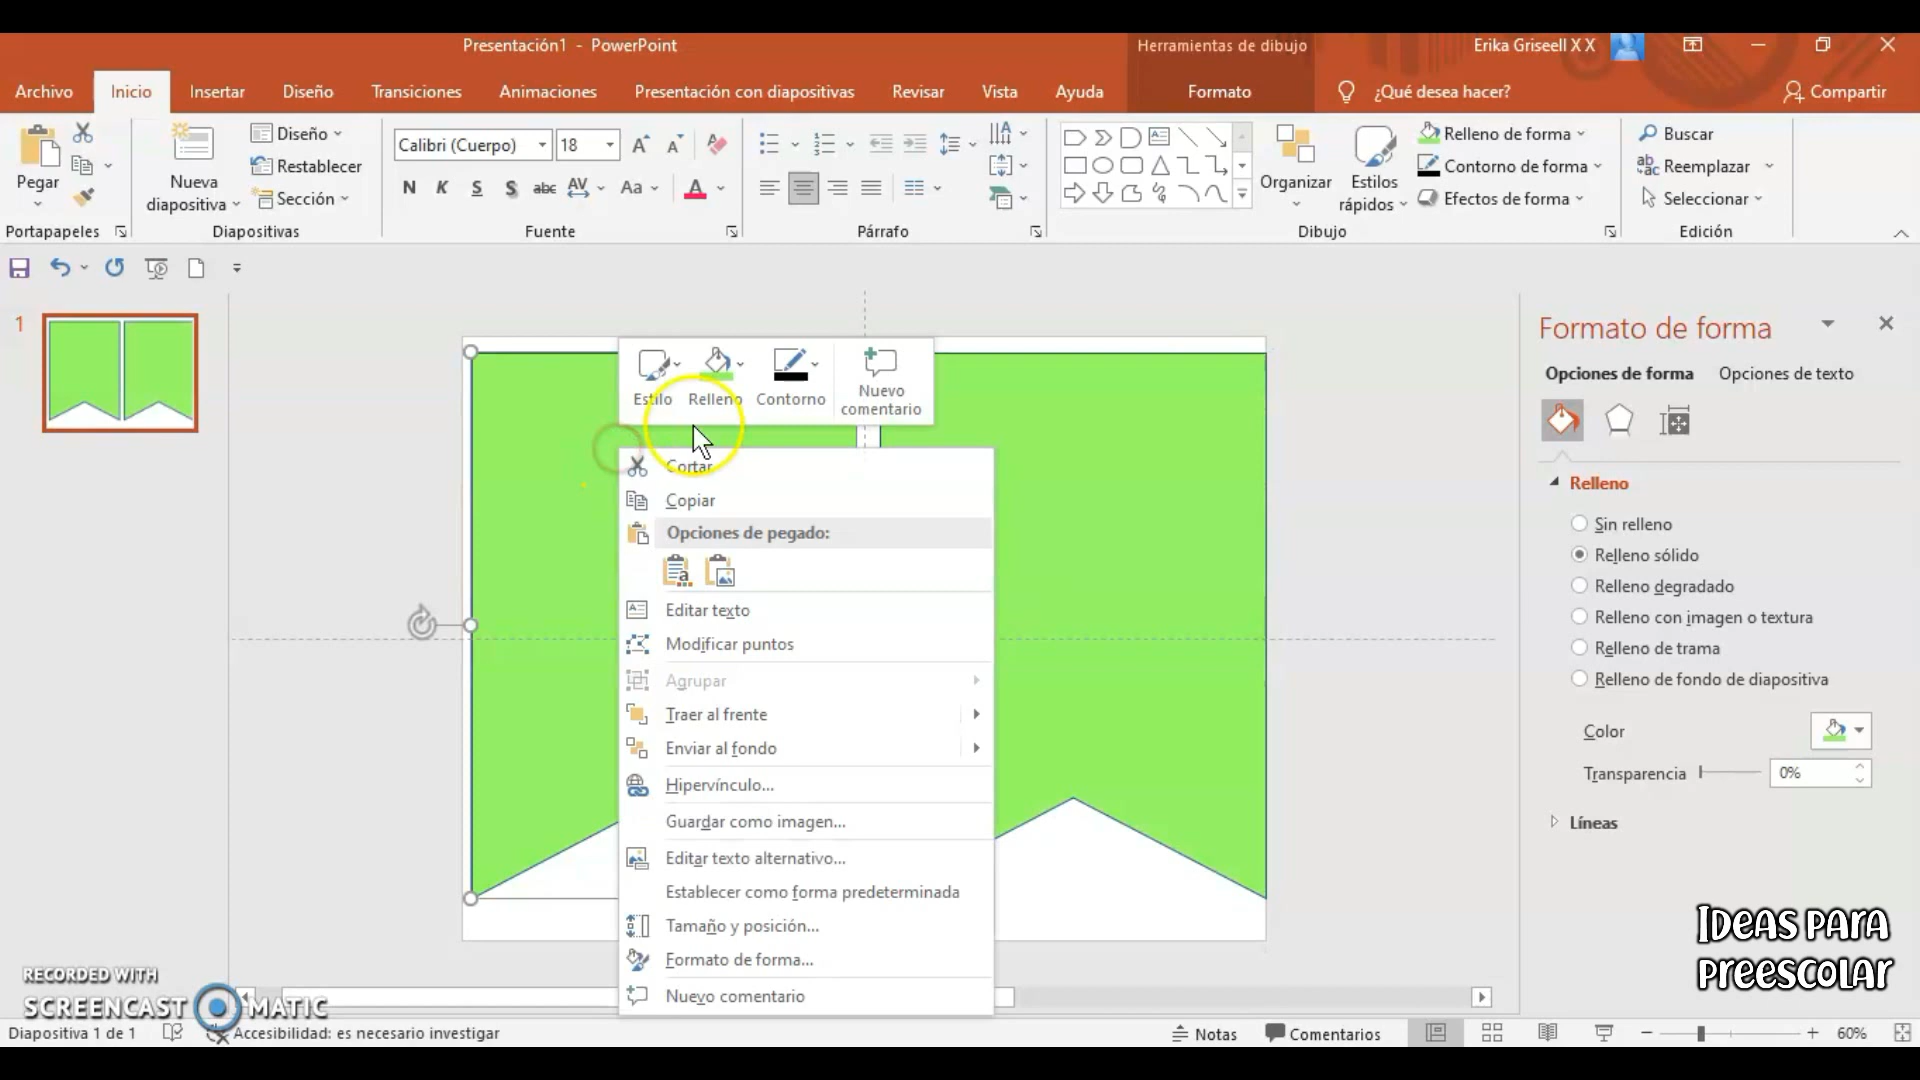 Presentación1 - PowerPoint
Herramientas de dibujo
Erika Griseell X X
Archivo
Inicio
Insertar
Diseño
Transiciones
Animaciones
Presentación con diapositivas
Revisar
Vista
Ayuda
Formato
¿Qué desea hacer?
Compartir
Pegar
Portapapeles
Nueva
diapositiva
Diseño
Restablecer
Sección
Diapositivas
Calibri (Cuerpo)
18
N K S S abc AV Aa A
Fuente
Párrafo
Organizar
Estilos
rápidos
Relleno de forma
Contorno de forma
Efectos de forma
Dibujo
Buscar
Reemplazar
Seleccionar
Edición
1
Estilo
Relleno
Contorno
Nuevo
comentario
Cortar
Copiar
Opciones de pegado:
Editar texto
Modificar puntos
Agrupar
Traer al frente
Enviar al fondo
Hipervínculo...
Guardar como imagen...
Editar texto alternativo...
Establecer como forma predeterminada
Tamaño y posición...
Formato de forma...
Nuevo comentario
Formato de forma
Opciones de forma
Opciones de texto
Relleno
Sin relleno
Relleno sólido
Relleno degradado
Relleno con imagen o textura
Relleno de trama
Relleno de fondo de diapositiva
Color
Transparencia
0%
Líneas
Ideas para
preescolar
RECORDED WITH
SCREENCAST MATIC
Diapositiva 1 de 1
Accesibilidad: es necesario investigar
Notas
Comentarios
60%